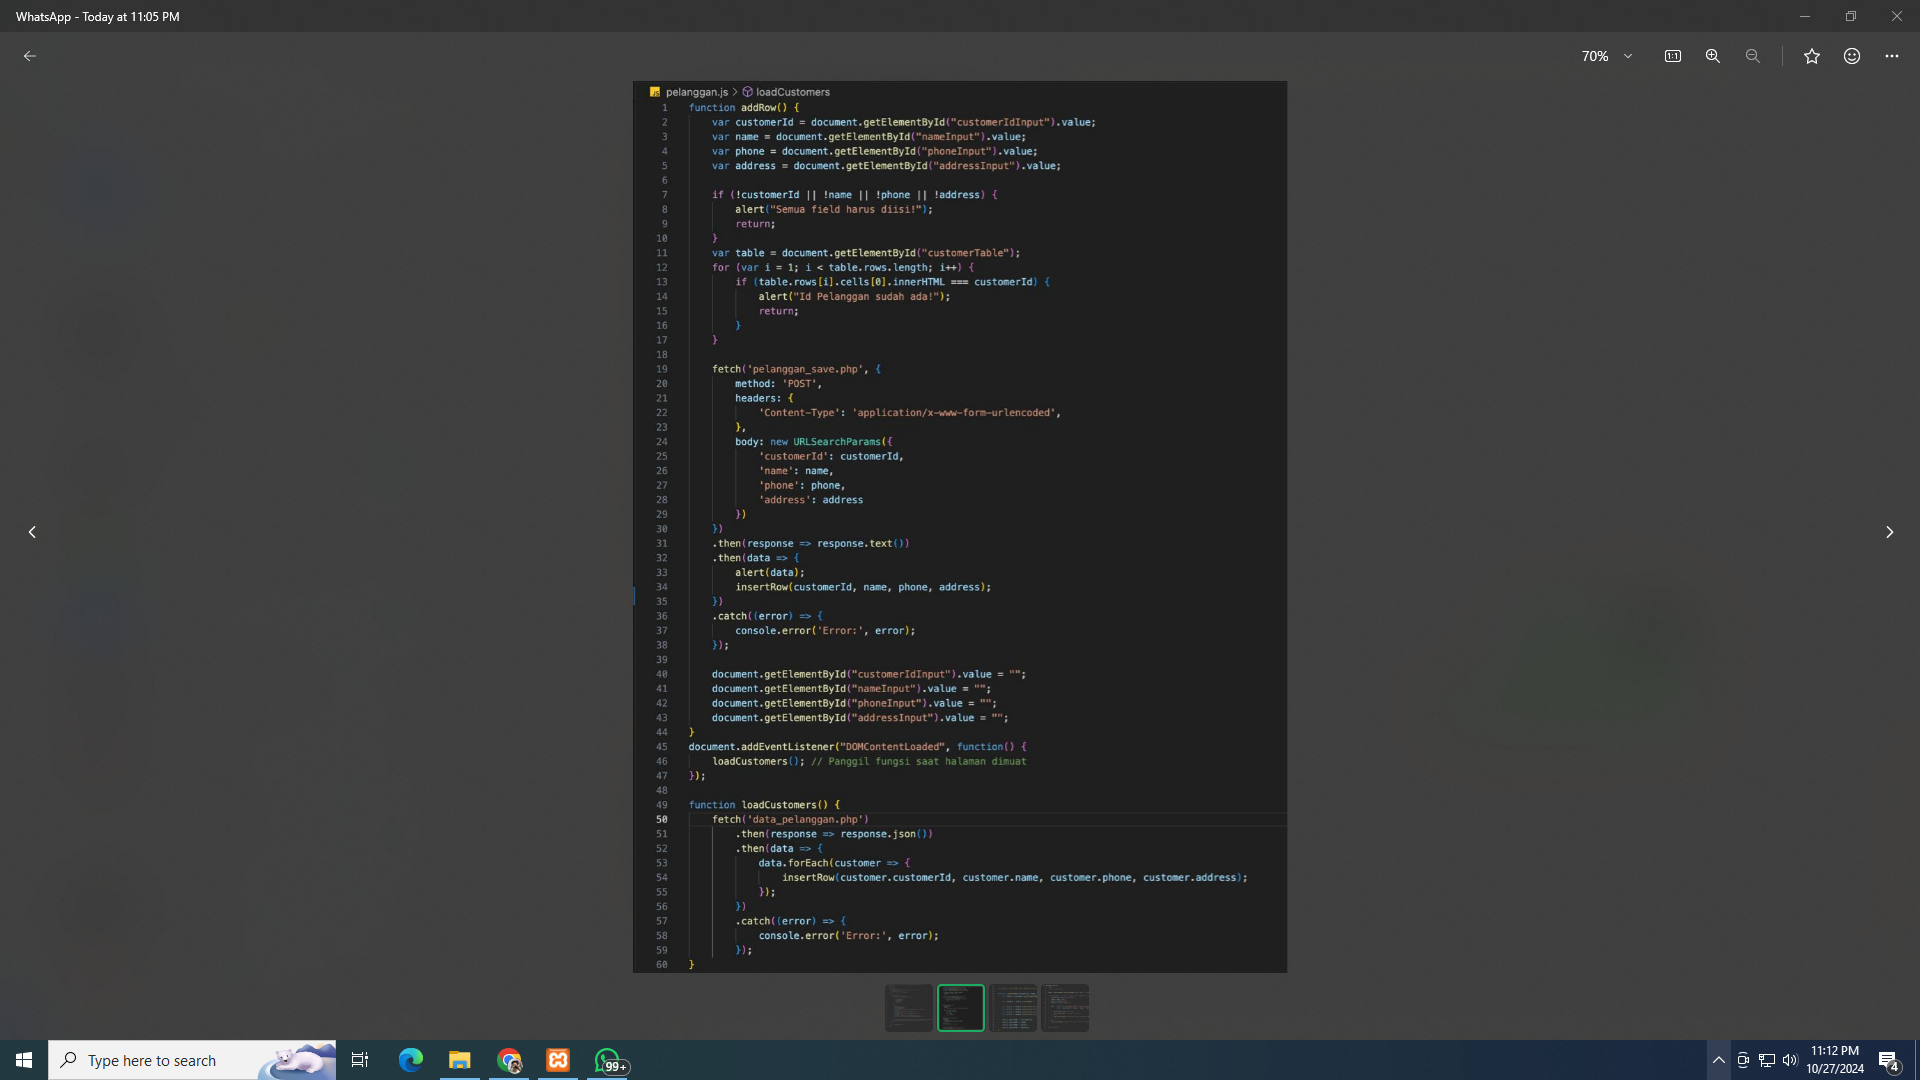 WhatsApp - Today at 11:05 PM
70%
1:1
JS pelanggan.js > loadCustomers
1 function addRow() {
2 var customerId = document.getElementById("customerIdInput").value;
3 var name = document.getElementById("nameInput").value;
4 var phone = document.getElementById("phoneInput").value;
5 var address = document.getElementById("addressInput").value;
6
7 if (!customerId || !name || !phone || !address) {
8 alert("Semua field harus diisi!");
9 return;
10 }
11 var table = document.getElementById("customerTable");
12 for (var i = 1; i < table.rows.length; i++) {
13 if (table.rows[i].cells[0].innerHTML === customerId) {
14 alert("Id Pelanggan sudah ada!");
15 return;
16 }
17 }
18
19 fetch('pelanggan_save.php', {
20 method: 'POST',
21 headers: {
22 'Content-Type': 'application/x-www-form-urlencoded',
23 },
24 body: new URLSearchParams({
25 'customerId': customerId,
26 'name': name,
27 'phone': phone,
28 'address': address
29 })
30 })
31 .then(response => response.text())
32 .then(data => {
33 alert(data);
34 insertRow(customerId, name, phone, address);
35 })
36 .catch((error) => {
37 console.error('Error:', error);
38 });
39
40 document.getElementById("customerIdInput").value = "";
41 document.getElementById("nameInput").value = "";
42 document.getElementById("phoneInput").value = "";
43 document.getElementById("addressInput").value = "";
44 }
45 document.addEventListener("DOMContentLoaded", function() {
46 loadCustomers(); // Panggil fungsi saat halaman dimuat
47 });
48
49 function loadCustomers() {
50 fetch('data_pelanggan.php')
51 .then(response => response.json())
52 .then(data => {
53 data.forEach(customer => {
54 insertRow(customer.customerId, customer.name, customer.phone, customer.address);
55 });
56 })
57 .catch((error) => {
58 console.error('Error:', error);
59 });
60 }
Type here to search
99+
11:12 PM
10/27/2024
4